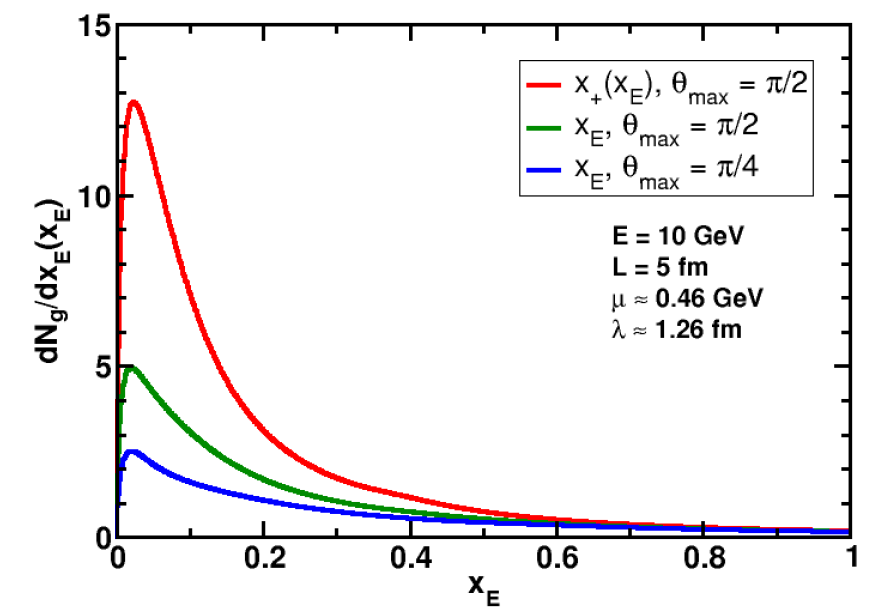 15
10
5
0
dN_g/dx_E(x_E)
x_+(x_E), θ_max = π/2
x_E, θ_max = π/2
x_E, θ_max = π/4
E = 10 GeV
L = 5 fm
μ ≈ 0.46 GeV
λ ≈ 1.26 fm
0 0.2 0.4 0.6 0.8 1
x_E